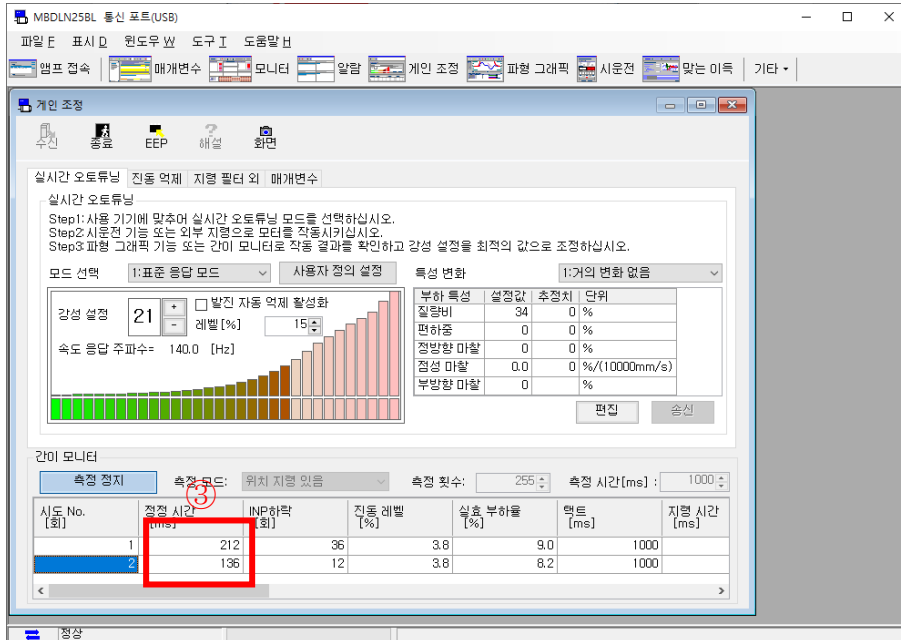 MBDLN25BL 통신 포트(USB)
파일 F 표시 D 윈도우 W 도구 T 도움말 H
앰프 접속 매개변수 모니터 알람 게인 조정 파형 그래픽 시운전 맞는 이득 기타
게인 조정
수신 종료 EEP 해설 화면
실시간 오토튜닝 진동 억제 지령 필터 외 매개변수
실시간 오토튜닝
Step1:사용 기기에 맞추어 실시간 오토튜닝 모드를 선택하십시오.
Step2:시운전 기능 또는 외부 지령으로 모터를 작동시키십시오.
Step3:파형 그래픽 기능 또는 간이 모니터로 작동 결과를 확인하고 강성 설정을 최적의 값으로 조정하십시오.
모드 선택 1:표준 응답 모드 사용자 정의 설정 특성 변화 1:거의 변화 없음
강성 설정 21 + - 발진 자동 억제 활성화
레벨[%] 15
속도 응답 주파수= 140.0 [Hz]
부하 특성 설정값 추정치 단위
질량비 34 0 %
편하중 0 0 %
정방향 마찰 0 0 %
점성 마찰 0.0 0 %/(10000mm/s)
부방향 마찰 0 %
편집 송신
간이 모니터
측정 정지 측정 모드: 위치 지령 있음 측정 횟수: 255 측정 시간[ms] : 1000
③
시도 No. [회] 정정 시간 [ms] INP하락 [회] 진동 레벨 [%] 실효 부하율 [%] 택트 [ms] 지령 시간 [ms]
1 212 36 3.8 9.0 1000
2 136 12 3.8 8.2 1000
정상